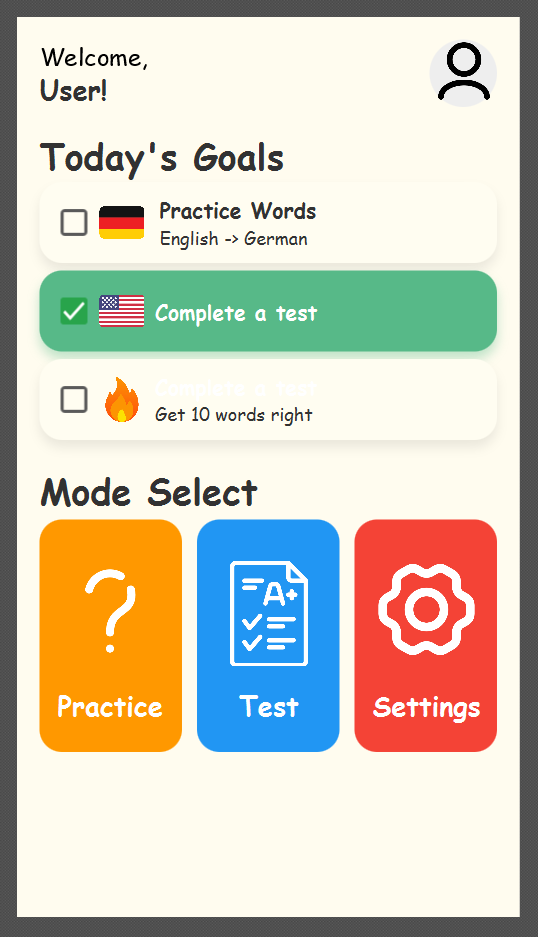 Welcome,
User!
Today's Goals
Practice Words
English -> German
Complete a test
Complete a test
Get 10 words right
Mode Select
A+
Practice
Test
Settings